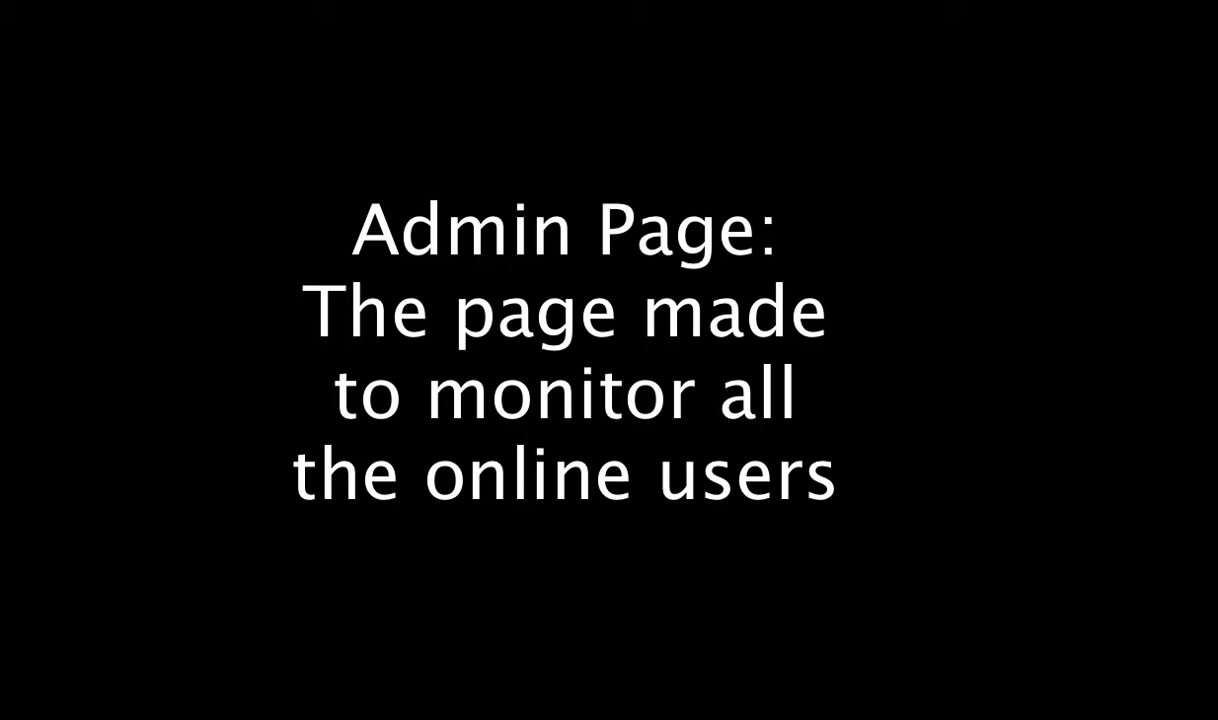 Admin Page:
The page made
to monitor all
the online users